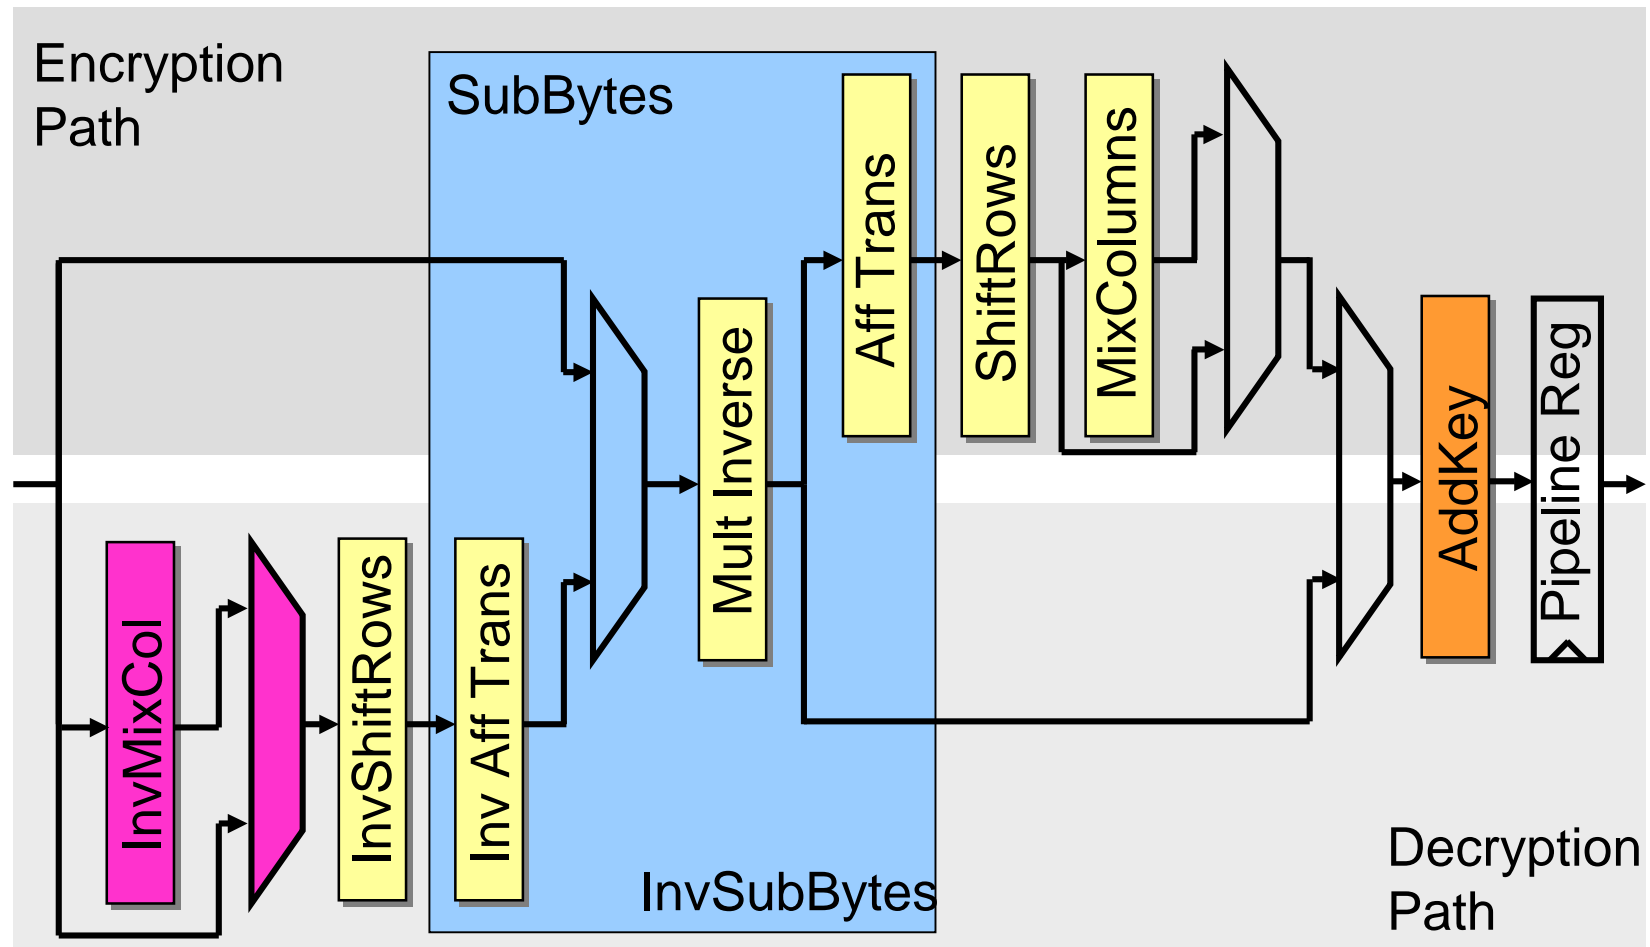 Encryption
Path
SubBytes
Aff Trans
ShiftRows
MixColumns
Mult Inverse
AddKey
Pipeline Reg
InvMixCol
InvShiftRows
Inv Aff Trans
InvSubBytes
Decryption
Path